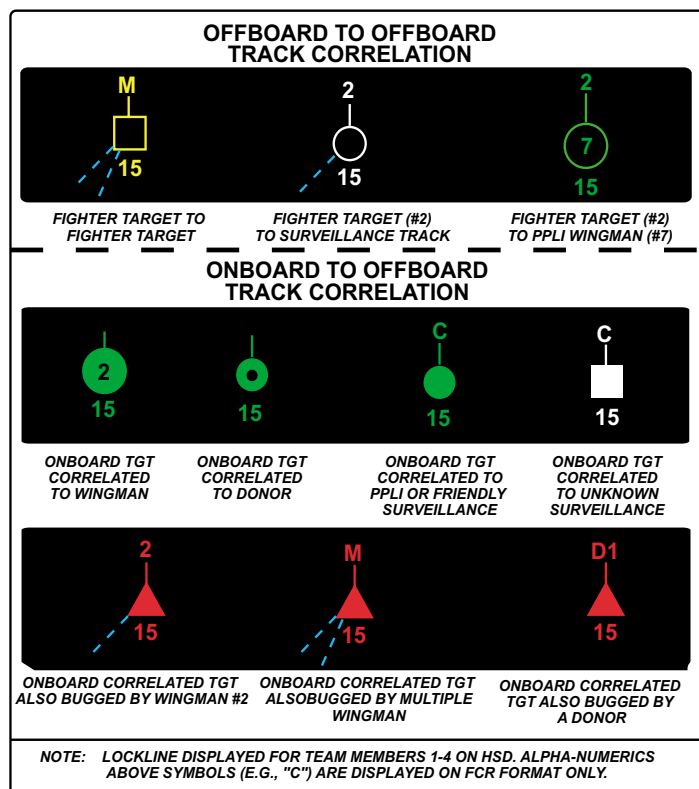 OFFBOARD TO OFFBOARD
TRACK CORRELATION
M
15
2
15
2
7
15
FIGHTER TARGET TO
FIGHTER TARGET
FIGHTER TARGET (#2)
TO SURVEILLANCE TRACK
FIGHTER TARGET (#2)
TO PPLI WINGMAN (#7)
ONBOARD TO OFFBOARD
TRACK CORRELATION
2
15
15
C
15
C
15
ONBOARD TGT
CORRELATED
TO WINGMAN
ONBOARD TGT
CORRELATED
TO DONOR
ONBOARD TGT
CORRELATED TO
PPLI OR FRIENDLY
SURVEILLANCE
ONBOARD TGT
CORRELATED
TO UNKNOWN
SURVEILLANCE
2
15
M
15
D1
15
ONBOARD CORRELATED TGT
ALSO BUGGED BY WINGMAN #2
ONBOARD CORRELATED TGT
ALSOBUGGED BY MULTIPLE
WINGMAN
ONBOARD CORRELATED
TGT ALSO BUGGED BY
A DONOR
NOTE: LOCKLINE DISPLAYED FOR TEAM MEMBERS 1-4 ON HSD. ALPHA-NUMERICS
ABOVE SYMBOLS (E.G., "C") ARE DISPLAYED ON FCR FORMAT ONLY.